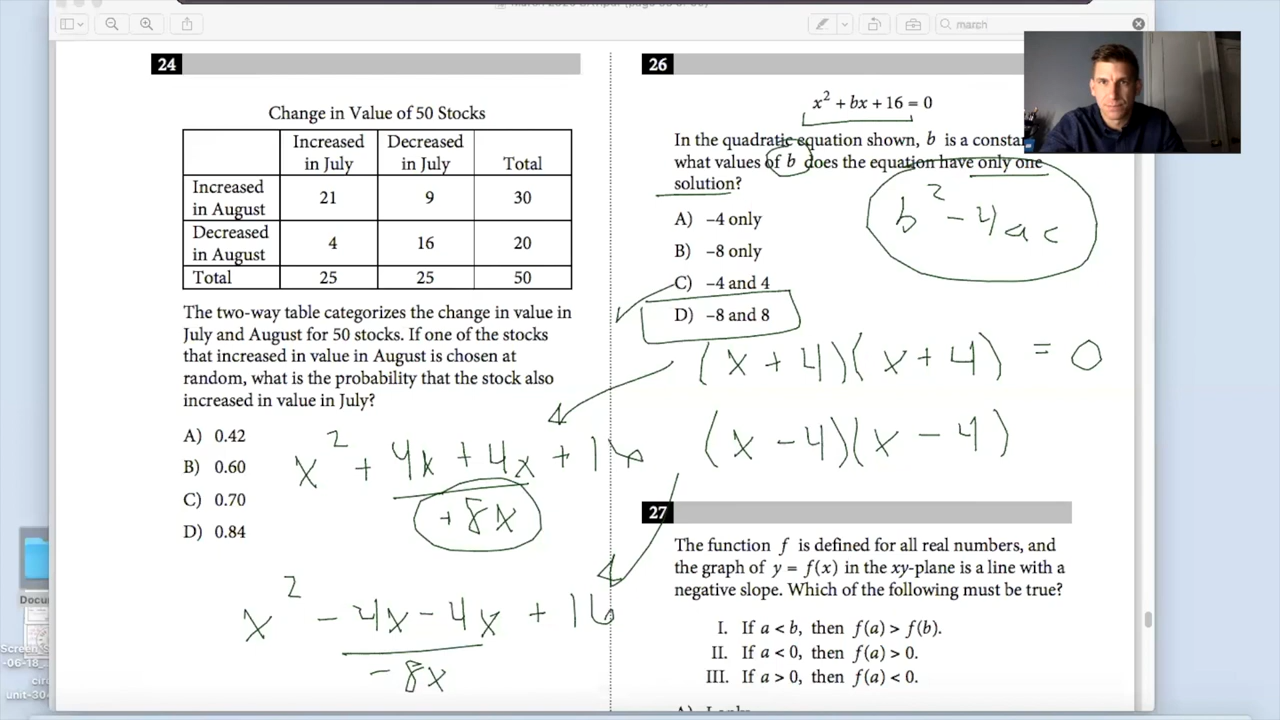 march
24
Change in Value of 50 Stocks
Increased in July Decreased in July Total
Increased in August 21 9 30
Decreased in August 4 16 20
Total 25 25 50
The two-way table categorizes the change in value in
July and August for 50 stocks. If one of the stocks
that increased in value in August is chosen at
random, what is the probability that the stock also
increased in value in July?
A) 0.42
B) 0.60
C) 0.70
D) 0.84
x² + 4x + 4x + 16
+ 8x
x² - 4x - 4x + 16
- 8x
26
x² + bx + 16 = 0
In the quadratic equation shown, b is a constant
what values of b does the equation have only one
solution?
b² - 4ac
A) –4 only
B) –8 only
C) –4 and 4
D) –8 and 8
(x + 4)(x + 4) = 0
(x - 4)(x - 4)
27
The function f is defined for all real numbers, and
the graph of y = f(x) in the xy-plane is a line with a
negative slope. Which of the following must be true?
I. If a < b, then f(a) > f(b).
II. If a < 0, then f(a) > 0.
III. If a > 0, then f(a) < 0.
Docu
Screen
-06-18
circ
unit-304